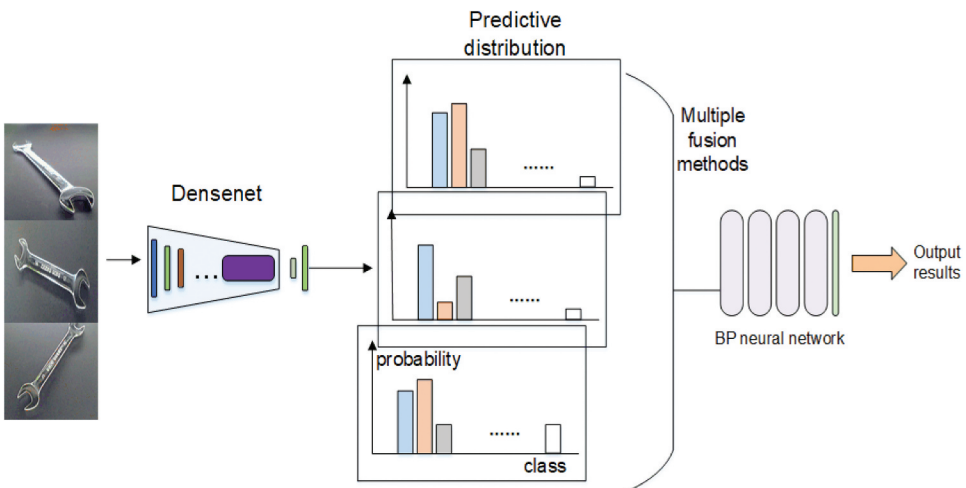 Predictive
distribution
Multiple
fusion
methods
Densenet
...
......
......
probability
......
class
BP neural network
Output
results